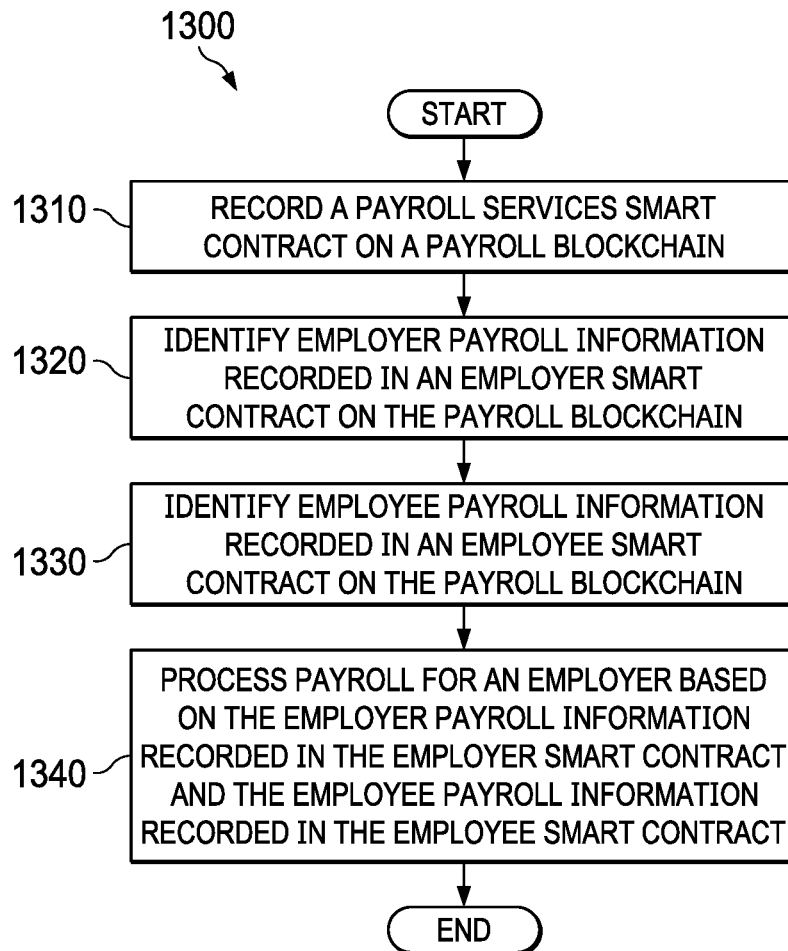 1300
START
1310
RECORD A PAYROLL SERVICES SMART
CONTRACT ON A PAYROLL BLOCKCHAIN
1320
IDENTIFY EMPLOYER PAYROLL INFORMATION
RECORDED IN AN EMPLOYER SMART
CONTRACT ON THE PAYROLL BLOCKCHAIN
1330
IDENTIFY EMPLOYEE PAYROLL INFORMATION
RECORDED IN AN EMPLOYEE SMART
CONTRACT ON THE PAYROLL BLOCKCHAIN
1340
PROCESS PAYROLL FOR AN EMPLOYER BASED
ON THE EMPLOYER PAYROLL INFORMATION
RECORDED IN THE EMPLOYER SMART CONTRACT
AND THE EMPLOYEE PAYROLL INFORMATION
RECORDED IN THE EMPLOYEE SMART CONTRACT
END